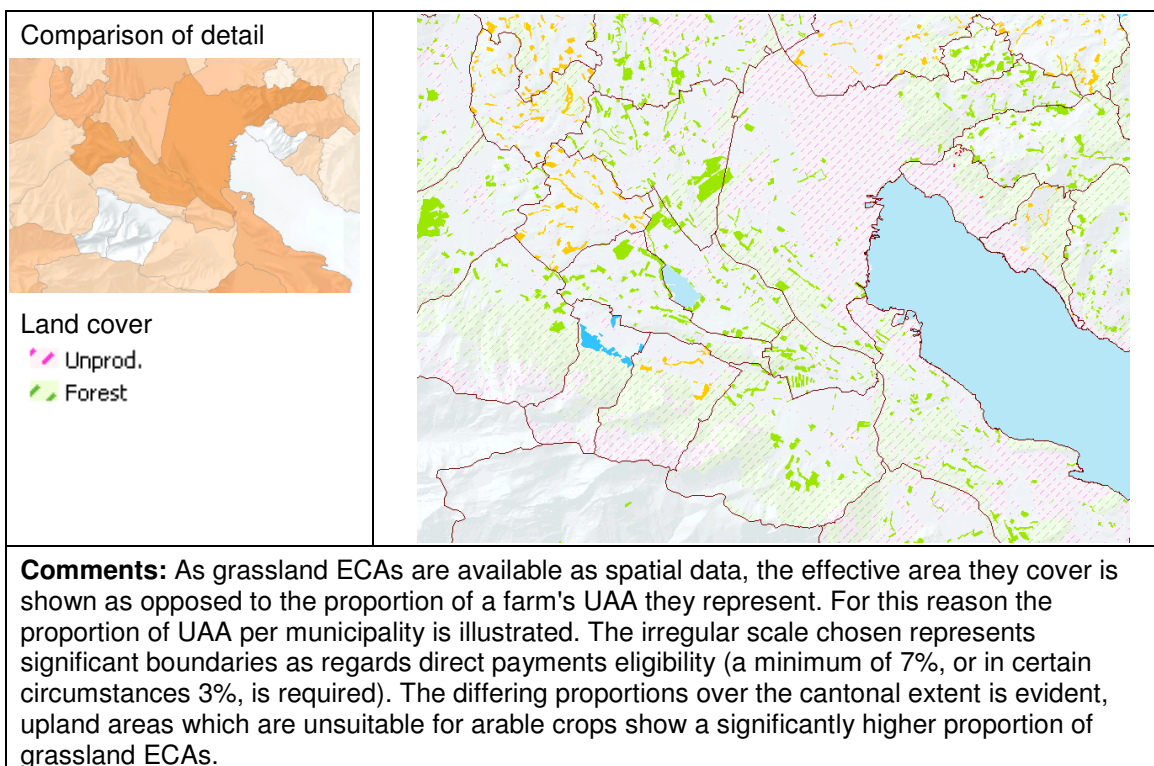 Comparison of detail
Land cover
Unprod.
Forest
Comments: As grassland ECAs are available as spatial data, the effective area they cover is
shown as opposed to the proportion of a farm's UAA they represent. For this reason the
proportion of UAA per municipality is illustrated. The irregular scale chosen represents
significant boundaries as regards direct payments eligibility (a minimum of 7%, or in certain
circumstances 3%, is required). The differing proportions over the cantonal extent is evident,
upland areas which are unsuitable for arable crops show a significantly higher proportion of
grassland ECAs.